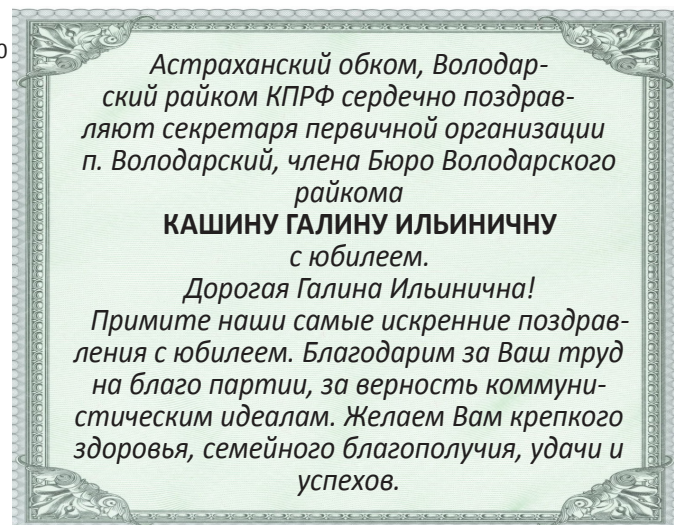 0
Астраханский обком, Володар-
ский райком КПРФ сердечно поздрав-
ляют секретаря первичной организации
п. Володарский, члена Бюро Володарского
райкома
КАШИНУ ГАЛИНУ ИЛЬИНИЧНУ
с юбилеем.
Дорогая Галина Ильинична!
Примите наши самые искренние поздрав-
ления с юбилеем. Благодарим за Ваш труд
на благо партии, за верность коммуни-
стическим идеалам. Желаем Вам крепкого
здоровья, семейного благополучия, удачи и
успехов.